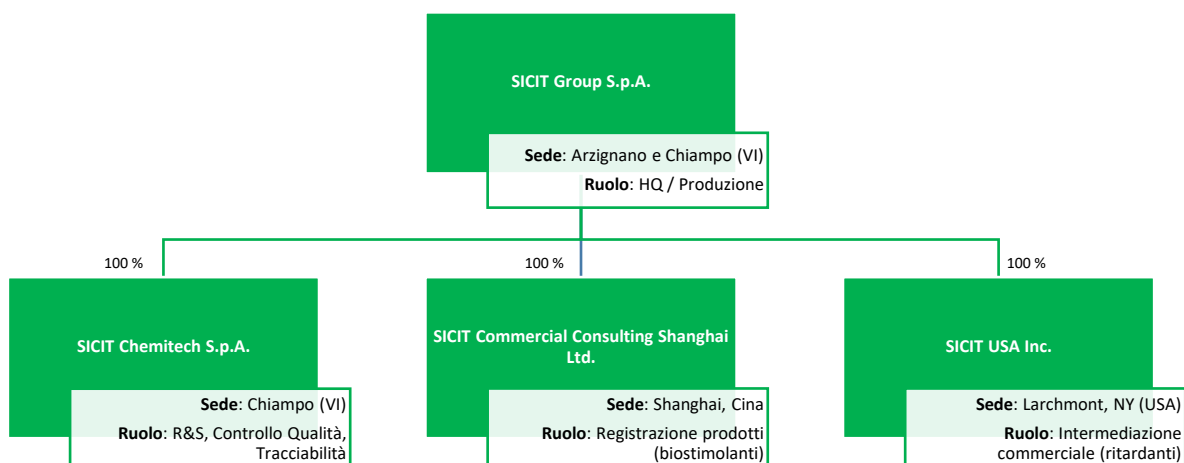 SICIT Group S.p.A.
Sede: Arzignano e Chiampo (VI)
Ruolo: HQ / Produzione
100 %
100 %
100 %
SICIT Chemitech S.p.A.
Sede: Chiampo (VI)
Ruolo: R&S, Controllo Qualità,
Tracciabilità
SICIT Commercial Consulting Shanghai
Ltd.
Sede: Shanghai, Cina
Ruolo: Registrazione prodotti
(biostimolanti)
SICIT USA Inc.
Sede: Larchmont, NY (USA)
Ruolo: Intermediazione
commerciale (ritardanti)